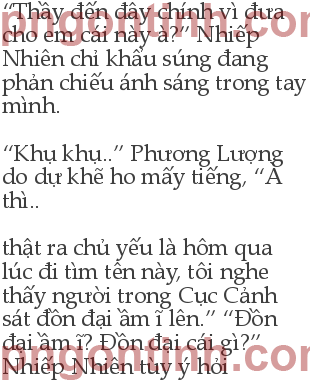 “Thầy đến đây chính vì đưa
cho em cái này à?” Nhiếp
Nhiên chỉ khẩu súng đang
phản chiếu ánh sáng trong tay
mình.
“Khụ khụ..” Phương Lượng
do dự khẽ ho mấy tiếng, “À
thì..
thật ra chủ yếu là hôm qua
lúc đi tìm tên này, tôi nghe
thấy người trong Cục Cảnh
sát đồn đại ầm ĩ lên.” “Đồn
đại ầm ĩ? Đồn đại cái gì?”
Nhiếp Nhiên tùy ý hỏi